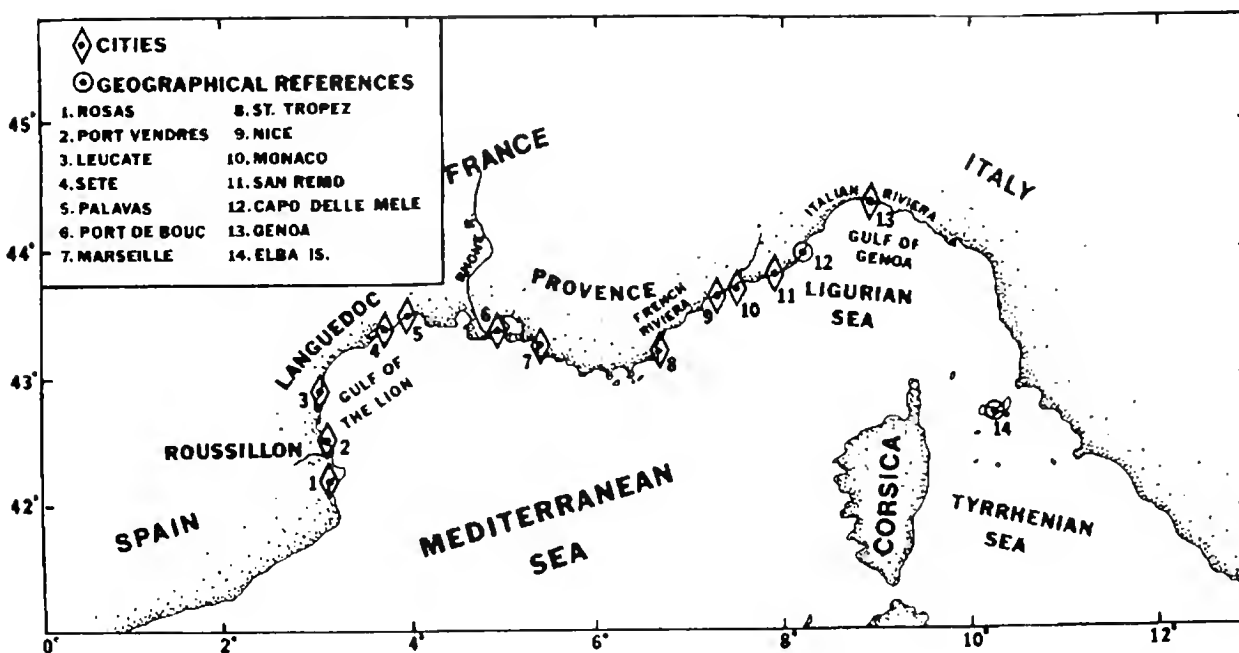 CITIES
GEOGRAPHICAL REFERENCES
1. ROSAS
2. PORT VENDRES
3. LEUCATE
4. SETE
5. PALAVAS
6. PORT DE BOUC
7. MARSEILLE
8. ST. TROPEZ
9. NICE
10. MONACO
11. SAN REMO
12. CAPO DELLE MELE
13. GENOA
14. ELBA IS.
45°
44°
43°
42°
FRANCE
ITALY
RHONE R.
PROVENCE
FRENCH
RIVIERA
ITALIAN RIVIERA
GULF OF
GENOA
LIGURIAN
SEA
LANGUEDOC
GULF OF
THE LION
ROUSSILLON
SPAIN
MEDITERRANEAN
SEA
CORSICA
TYRRHENIAN
SEA
1
2
3
4
5
6
7
8
9
10
11
12
13
14
0°
2°
4°
6°
8°
10°
12°